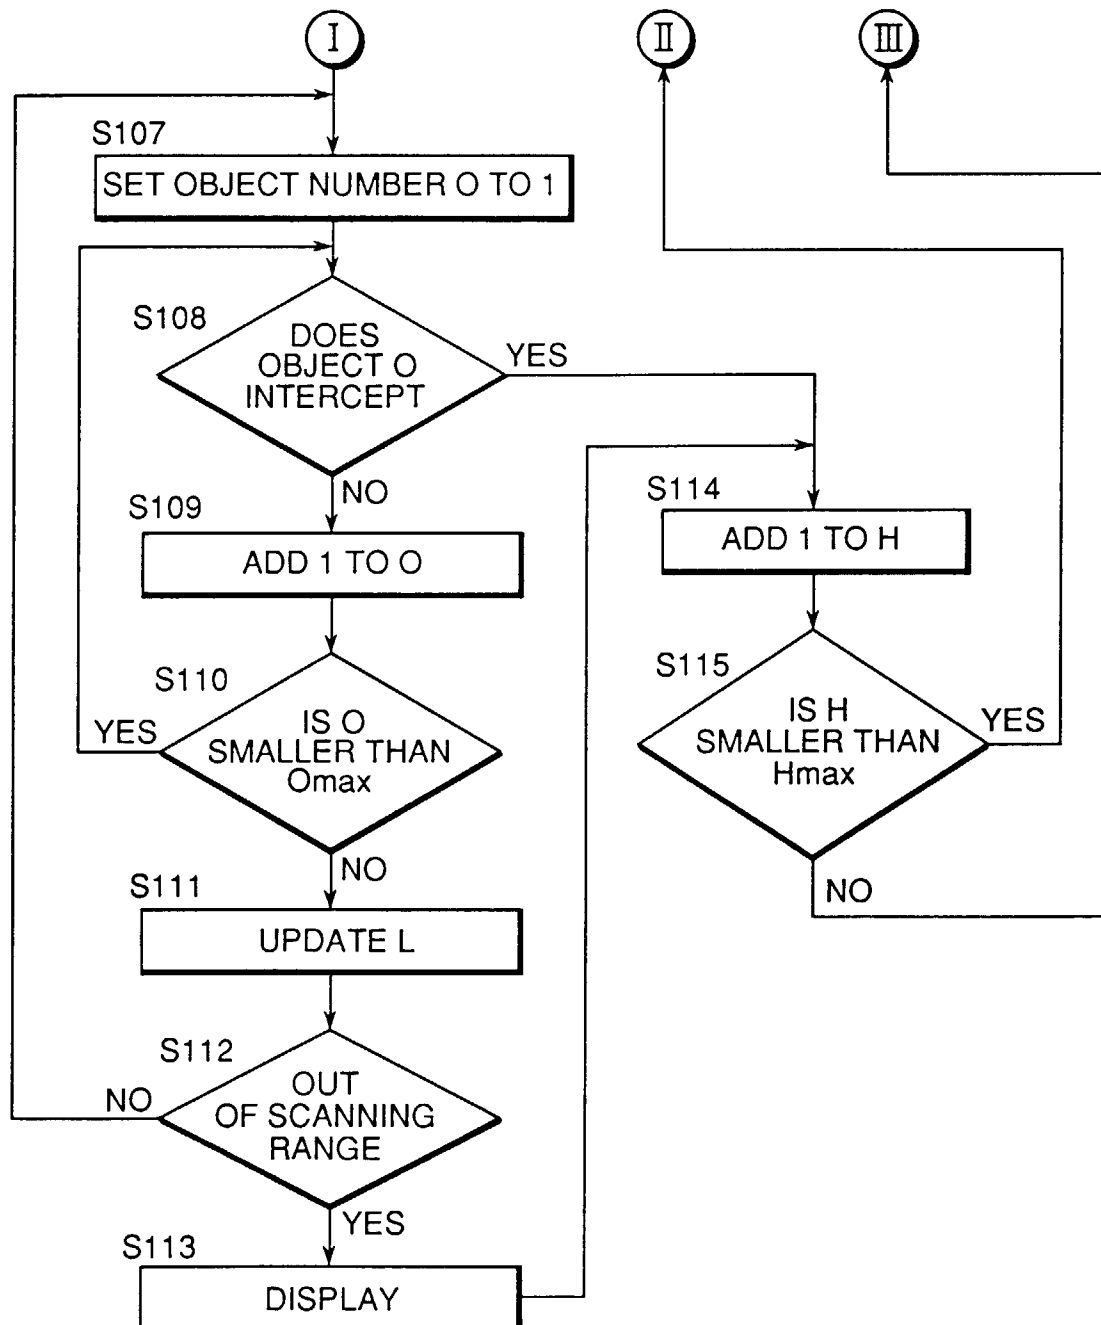 I
II
III
S107
SET OBJECT NUMBER O TO 1
S108
DOES
OBJECT O
INTERCEPT
YES
NO
S109
ADD 1 TO O
S110
IS O
SMALLER THAN
Omax
YES
NO
S111
UPDATE L
S112
OUT
OF SCANNING
RANGE
NO
YES
S113
DISPLAY
S114
ADD 1 TO H
S115
IS H
SMALLER THAN
Hmax
YES
NO